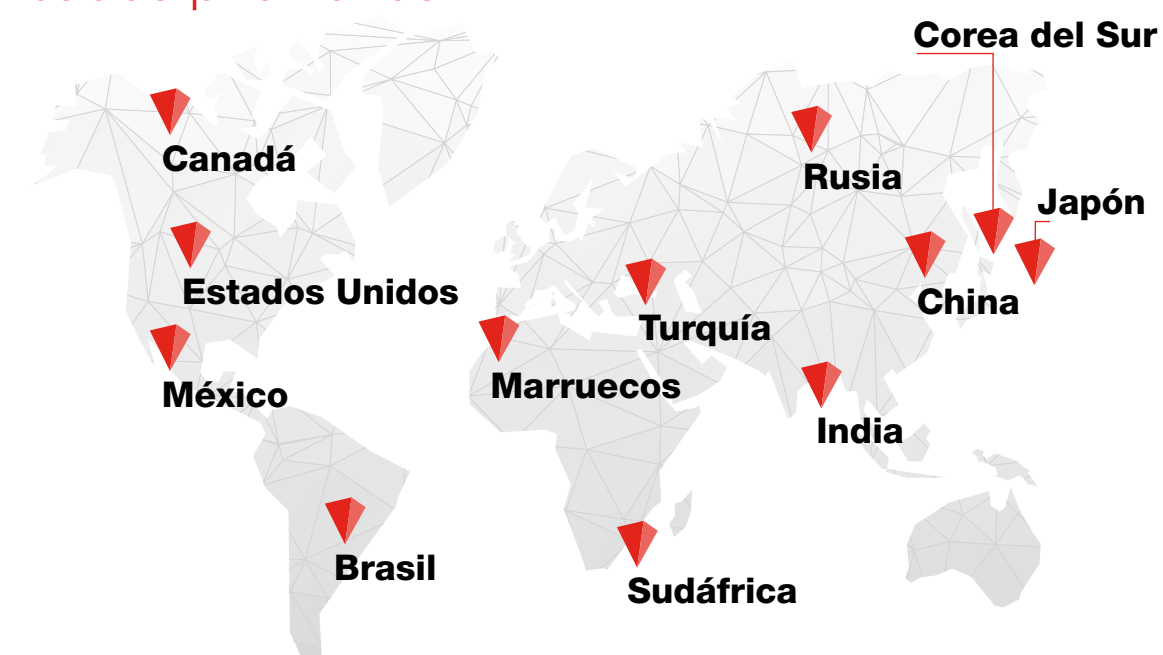 Corea del Sur
Canadá
Rusia
Japón
Estados Unidos
China
Turquía
Marruecos
México
India
Brasil
Sudáfrica